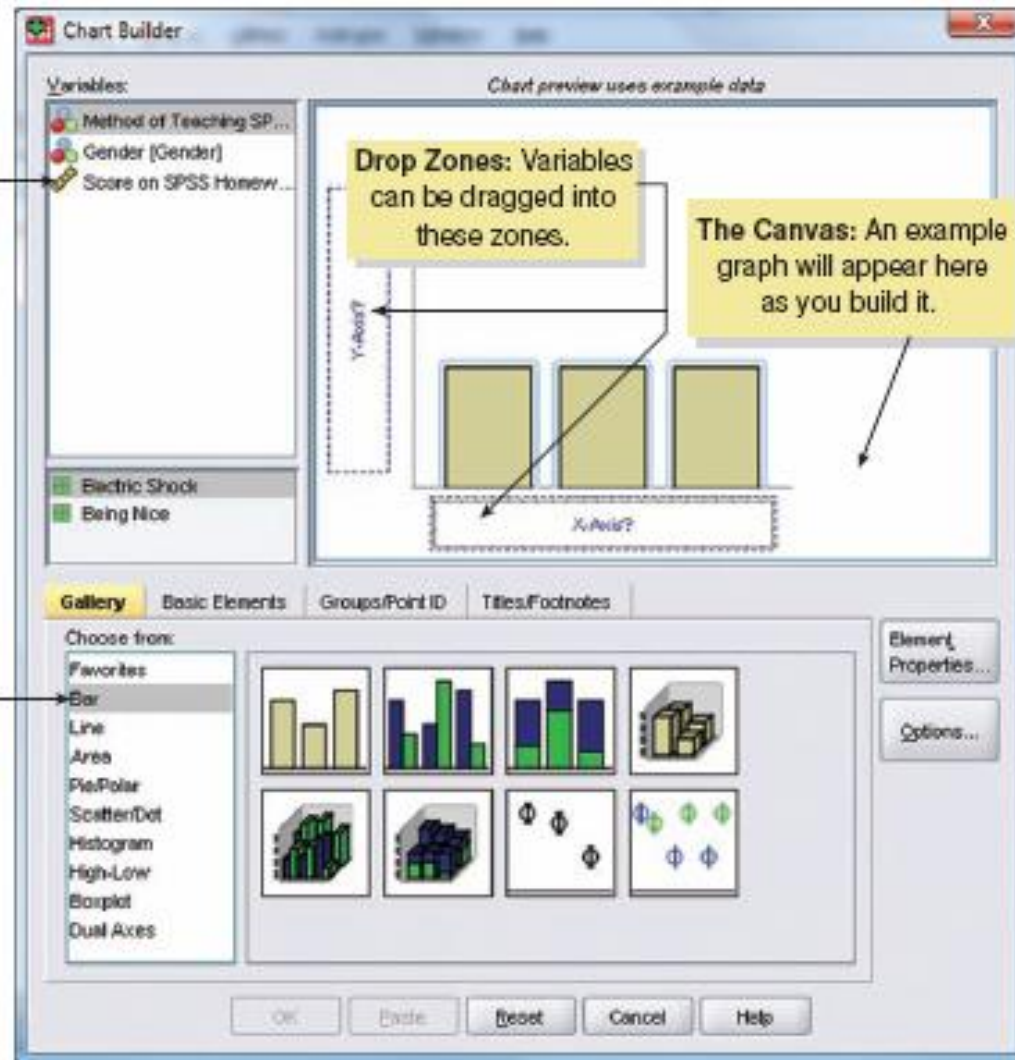 Chart Builder
Variables:
Chart preview uses example data
Method of Teaching SP...
Gender [Gender]
Score on SPSS Homew...
Drop Zones: Variables
can be dragged into
these zones.
The Canvas: An example
graph will appear here
as you build it.
Y-Axis?
X-Axis?
Electric Shock
Being Nice
Gallery Basic Elements Groups/Point ID Titles/Footnotes
Choose from:
Favorites
Bar
Line
Area
Pie/Polar
Scatter/Dot
Histogram
High-Low
Boxplot
Dual Axes
Element
Properties...
Options...
OK Paste Reset Cancel Help